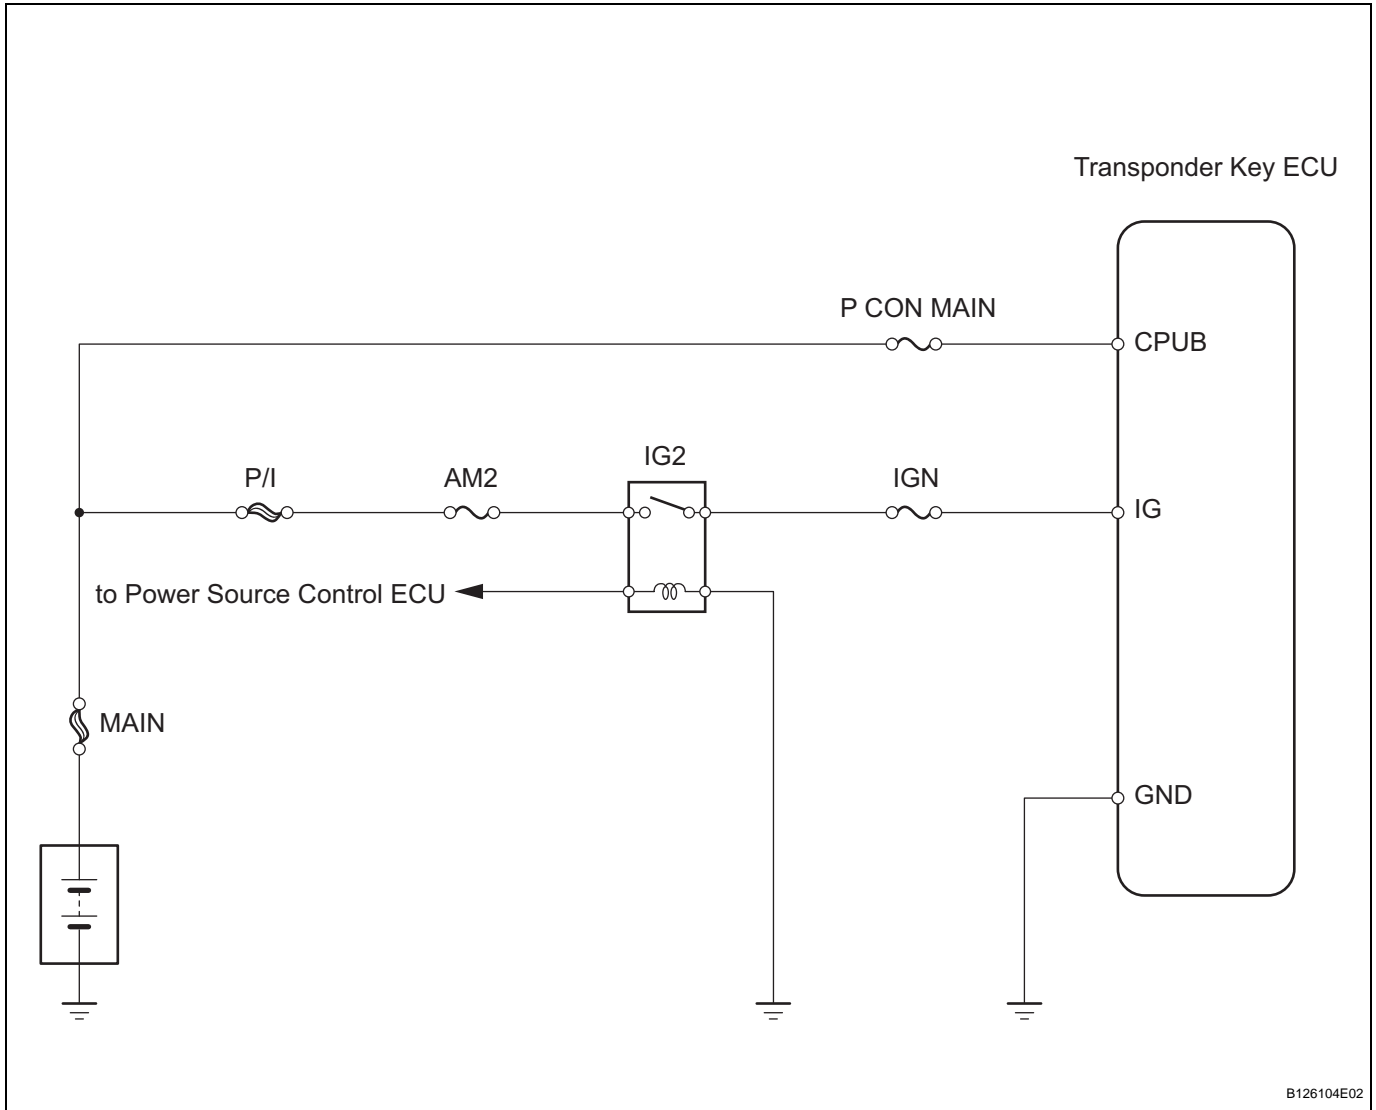 Transponder Key ECU
P CON MAIN
CPUB
IG2
P/I
AM2
IGN
IG
to Power Source Control ECU
MAIN
GND
B126104E02